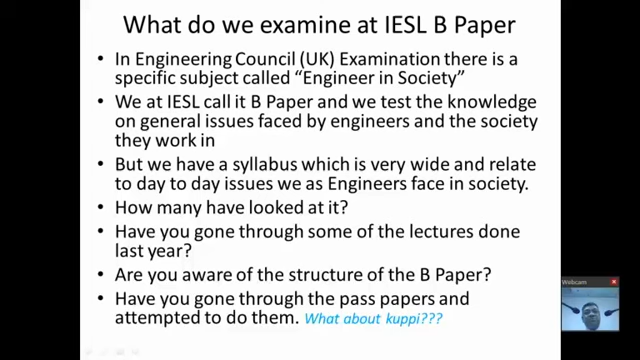 What do we examine at IESL B Paper
• In Engineering Council (UK) Examination there is a
specific subject called “Engineer in Society”
• We at IESL call it B Paper and we test the knowledge
on general issues faced by engineers and the society
they work in
• But we have a syllabus which is very wide and relate
to day to day issues we as Engineers face in society.
• How many have looked at it?
• Have you gone through some of the lectures done
last year?
• Are you aware of the structure of the B Paper?
• Have you gone through the pass papers and
attempted to do them. What about kuppi???
Webcam